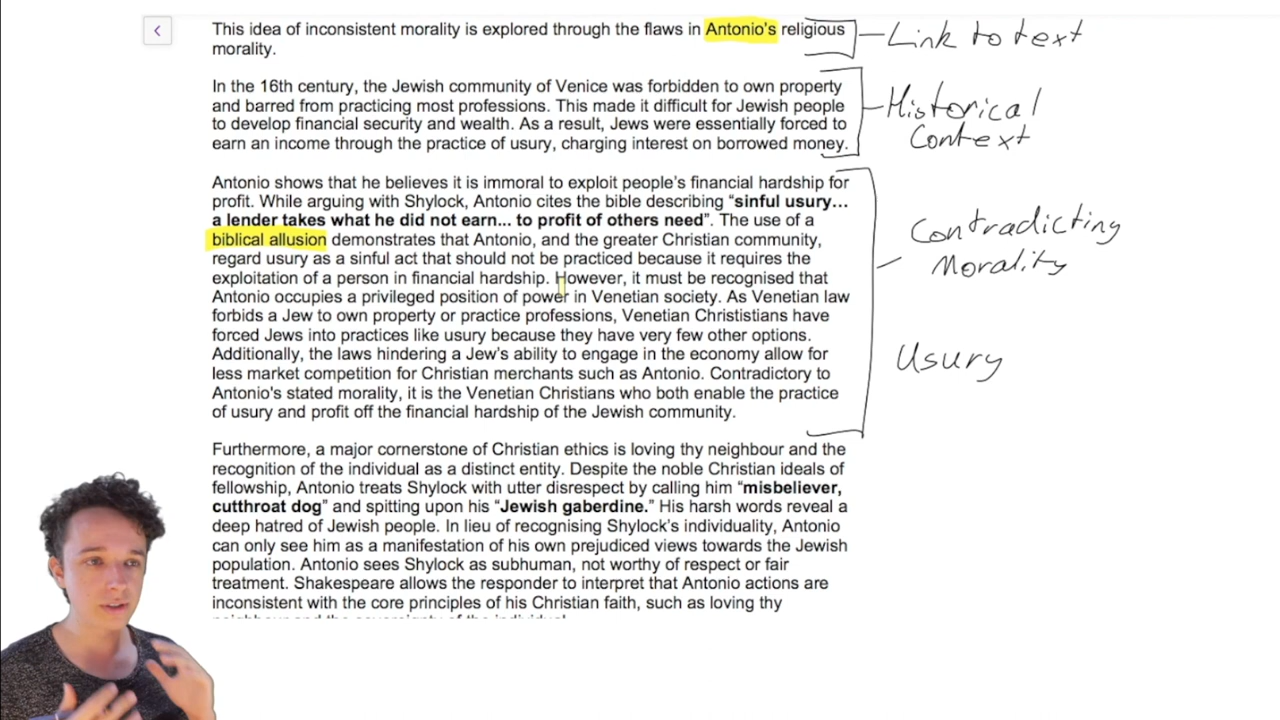 This idea of inconsistent morality is explored through the flaws in Antonio's religious
morality.
Link to text
In the 16th century, the Jewish community of Venice was forbidden to own property
and barred from practicing most professions. This made it difficult for Jewish people
to develop financial security and wealth. As a result, Jews were essentially forced to
earn an income through the practice of usury, charging interest on borrowed money.
Historical
Context
Antonio shows that he believes it is immoral to exploit people's financial hardship for
profit. While arguing with Shylock, Antonio cites the bible describing “sinful usury...
a lender takes what he did not earn... to profit of others need”. The use of a
biblical allusion demonstrates that Antonio, and the greater Christian community,
regard usury as a sinful act that should not be practiced because it requires the
exploitation of a person in financial hardship. However, it must be recognised that
Antonio occupies a privileged position of power in Venetian society. As Venetian law
forbids a Jew to own property or practice professions, Venetian Christistians have
forced Jews into practices like usury because they have very few other options.
Additionally, the laws hindering a Jew's ability to engage in the economy allow for
less market competition for Christian merchants such as Antonio. Contradictory to
Antonio's stated morality, it is the Venetian Christians who both enable the practice
of usury and profit off the financial hardship of the Jewish community.
Contradicting
Morality
Usury
Furthermore, a major cornerstone of Christian ethics is loving thy neighbour and the
recognition of the individual as a distinct entity. Despite the noble Christian ideals of
fellowship, Antonio treats Shylock with utter disrespect by calling him “misbeliever,
cutthroat dog” and spitting upon his “Jewish gaberdine.” His harsh words reveal a
deep hatred of Jewish people. In lieu of recognising Shylock's individuality, Antonio
can only see him as a manifestation of his own prejudiced views towards the Jewish
population. Antonio sees Shylock as subhuman, not worthy of respect or fair
treatment. Shakespeare allows the responder to interpret that Antonio actions are
inconsistent with the core principles of his Christian faith, such as loving thy
neighbour and the sovereignty of the individual.